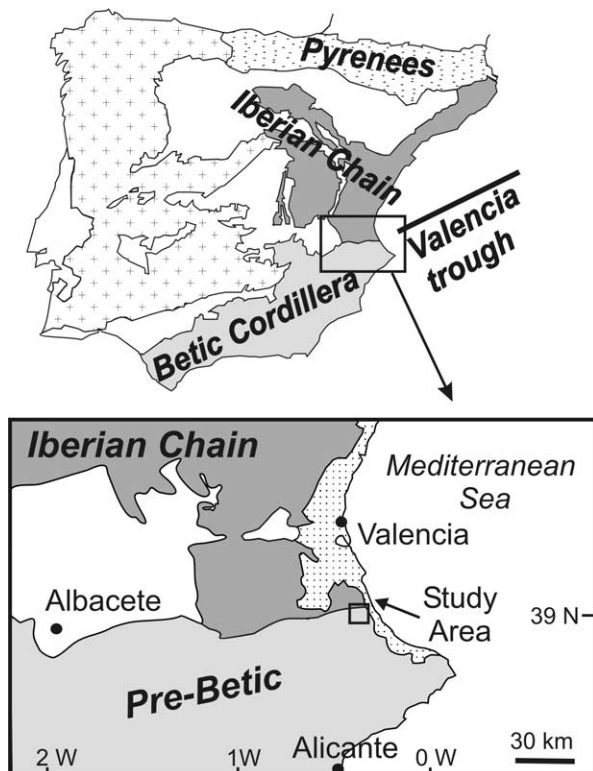 Pyrenees
Iberian Chain
Valencia
trough
Betic Cordillera
Iberian Chain
Mediterranean
Sea
Valencia
Albacete
Study
Area
39 N
Pre-Betic
2 W
1W
Alicante
0 W
30 km